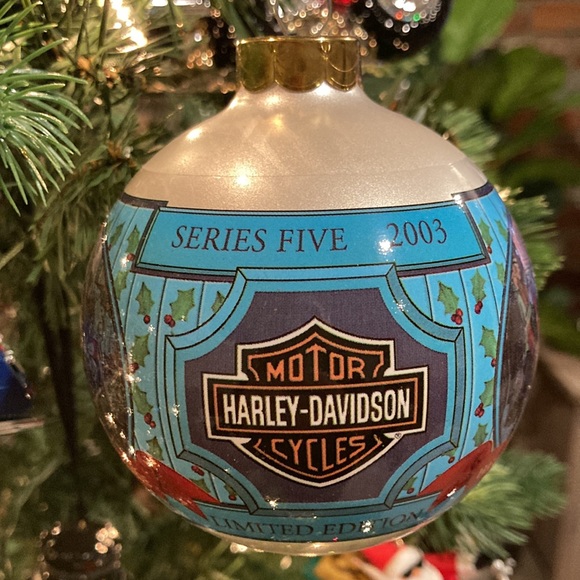 SERIES FIVE 2003
MOTOR
HARLEY-DAVIDSON
CYCLES ®
LIMITED EDITION